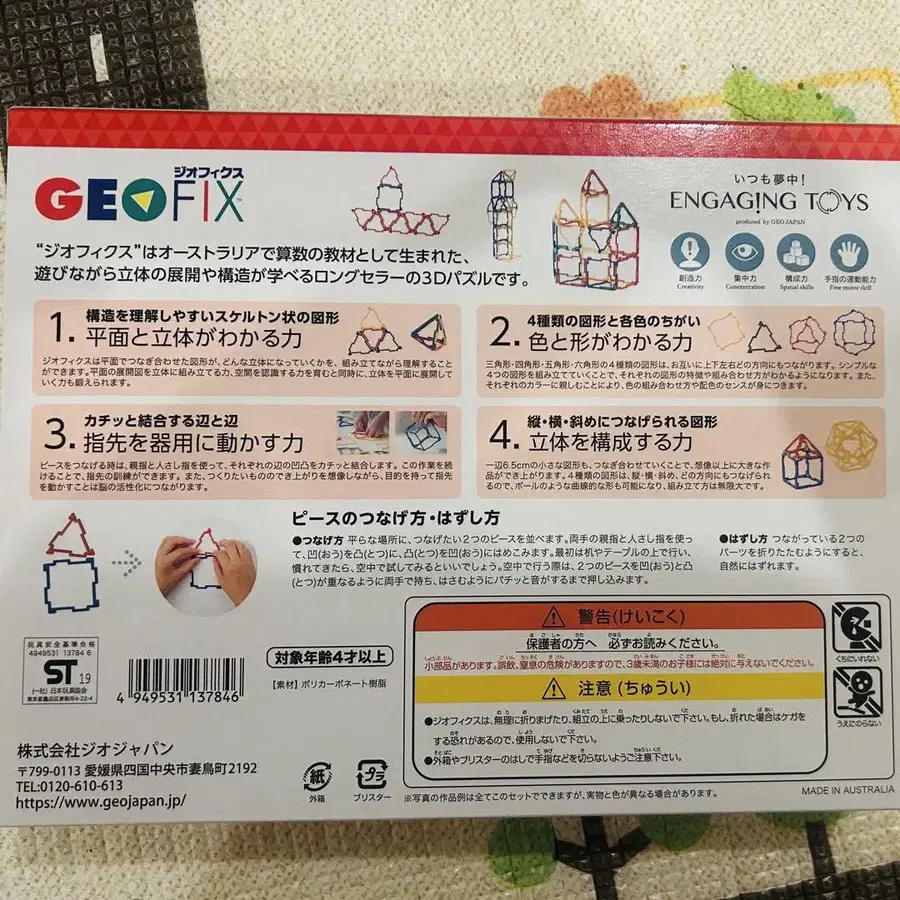 ジオフィクス
GEOFIX™
いつも夢中!
ENGAGING TOYS
produced by GEO JAPAN
創造力
Creativity
集中力
Concentration
構成力
Spatial skills
手指の運動能力
Fine motor skill
“ジオフィクス”はオーストラリアで算数の教材として生まれた、
遊びながら立体の展開や構造が学べるロングセラーの3Dパズルです。
1. 構造を理解しやすいスケルトン状の図形
平面と立体がわかる力
ジオフィクスは平面でつなぎ合わせた図形が、どんな立体になっていくかを、組み立てながら理解すること
ができます。平面の展開図を立体に組み立てる力、空間を認識する力を育むと同時に、立体を平面に展開して
いく力も鍛えられます。
2. 4種類の図形と各色のちがい
色と形がわかる力
三角形・四角形・五角形・六角形の4種類の図形は、お互いに上下左右どの方向にもつながります。シンプルな
4つの図形を組み立てていくことで、それぞれの図形の特徴や組み合わせ方がわかるようになります。また、
それぞれのカラーに親しむことにより、色の組み合わせ方や配色のセンスが身につきます。
3. カチッと結合する辺と辺
指先を器用に動かす力
ピースをつなげる時は、親指と人さし指を使って、それぞれの辺の凹凸をカチッと結合します。この作業を続
けることで、指先の訓練ができます。また、つくりたいもののでき上がりを想像しながら、目的を持って指先
を動かすことは脳の活性化につながります。
4. 縦・横・斜めにつなげられる図形
立体を構成する力
一辺6.5cmの小さな図形も、つなぎ合わせていくことで、想像以上に大きな作
品ができ上がります。4種類の図形は、縦・横・斜め、どの方向にもつなげられ
るので、ボールのような曲線的な形も可能になり、組み立て方は無限大です。
ピースのつなげ方・はずし方
●つなげ方 平らな場所に、つなげたい2つのピースを並べます。両手の親指と人さし指を使っ
て、凹(おう)を凸(とつ)に、凸(とつ)を凹(おう)にはめこみます。最初は机やテーブルの上で行い、
慣れてきたら、空中で試してみるといいでしょう。空中で行う際は、2つのピースを凹(おう)と凸
(とつ)が重なるように両手で持ち、はさむようにパチッと音がするまで押し込みます。
●はずし方 つながっている2つの
パーツを折りたたむようにすると、
自然にはずれます。
玩具安全基準合格
4949531 13784 6
ST 19
(一社)日本玩具協会
4 949531 137846
対象年齢4才以上
【素材】ポリカーボネート樹脂
警告(けいこく)
保護者の方へ 必ずお読みください。
小部品があります。誤飲、窒息の危険がありますので、3歳未満のお子様には絶対に与えないでください。
注意(ちゅうい)
●ジオフィクスは、無理に折りまげたり、組立の上に乗ったりしないで下さい。もし、折れた場合はケガを
する恐れがあるので、使用しないで下さい。
●外箱やブリスターのはしで手指などを切らないようご注意下さい。
くちにいれない
うえにのらない
株式会社ジオジャパン
〒799-0113 愛媛県四国中央市妻鳥町2192
TEL:0120-610-613
https://www.geojapan.jp/
紙
外箱
プラ
ブリスター
※写真の作品例は全てこのセットでできますが、実物と色が異なる場合があります。
MADE IN AUSTRALIA